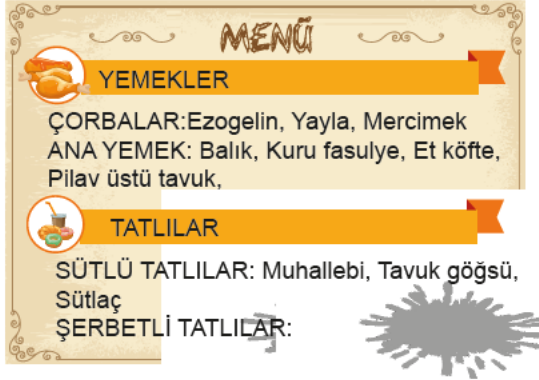 MENÜ
YEMEKLER
ÇORBALAR:Ezogelin, Yayla, Mercimek
ANA YEMEK: Balık, Kuru fasulye, Et köfte,
Pilav üstü tavuk,
TATLILAR
SÜTLÜ TATLILAR: Muhallebi, Tavuk göğsü,
Sütlaç
ŞERBETLİ TATLILAR: